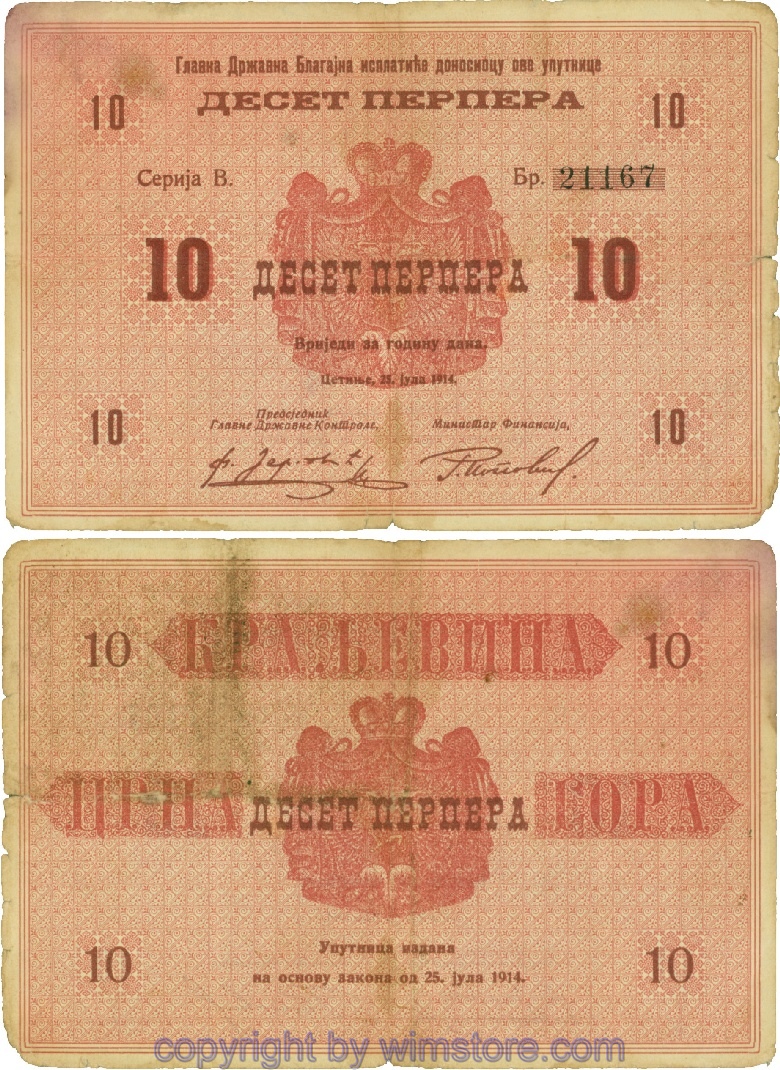 Главна Државна Благајна исплатиће доносиоцу ове упутнице
ДЕСЕТ ПЕРПЕРА
10 10
Серија В. Бр. 21167
10 ДЕСЕТ ПЕРПЕРА 10
Вриједи за годину дана.
Цетиње, 25. јула 1914.
Предсједник
Главне Државне Контроле, Министар Финансија,
10 10
КРАЉЕВИНА
10 10
ЦРНА ДЕСЕТ ПЕРПЕРА ГОРА
Упутница издана
10 10
на основу закона од 25. јула 1914.
copyright by wimstore.com